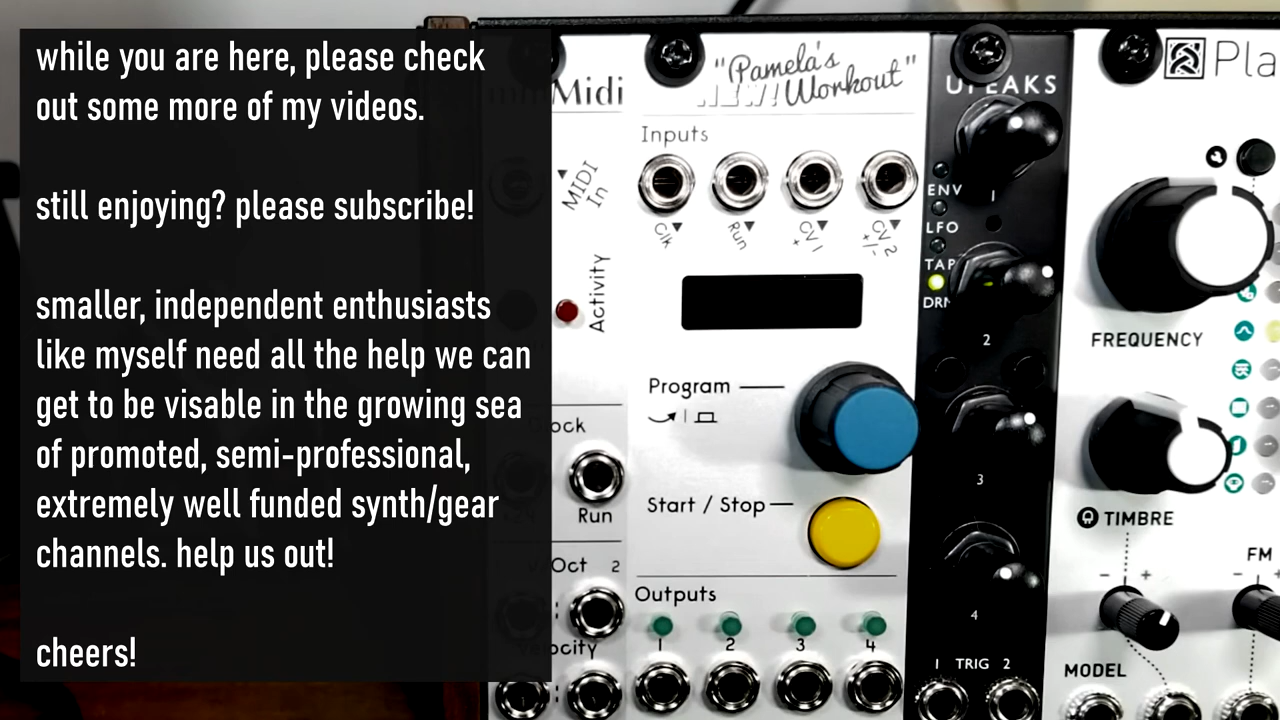 while you are here, please check
out some more of my videos.
still enjoying? please subscribe!
smaller, independent enthusiasts
like myself need all the help we can
get to be visable in the growing sea
of promoted, semi-professional,
extremely well funded synth/gear
channels. help us out!
cheers!
Midi
MIDI
In
Activity
Run
Oct 2
"Pamela's
NEW! Workout"
Inputs
Clk
Run
CV 1
+
CV 2
+/-
Program
Start / Stop
Outputs
1 2 3 4
PEAKS
1
ENV
LFO
TAP
2
3
4
1 TRIG 2
Pla
FREQUENCY
TIMBRE
FM
- +
-
MODEL